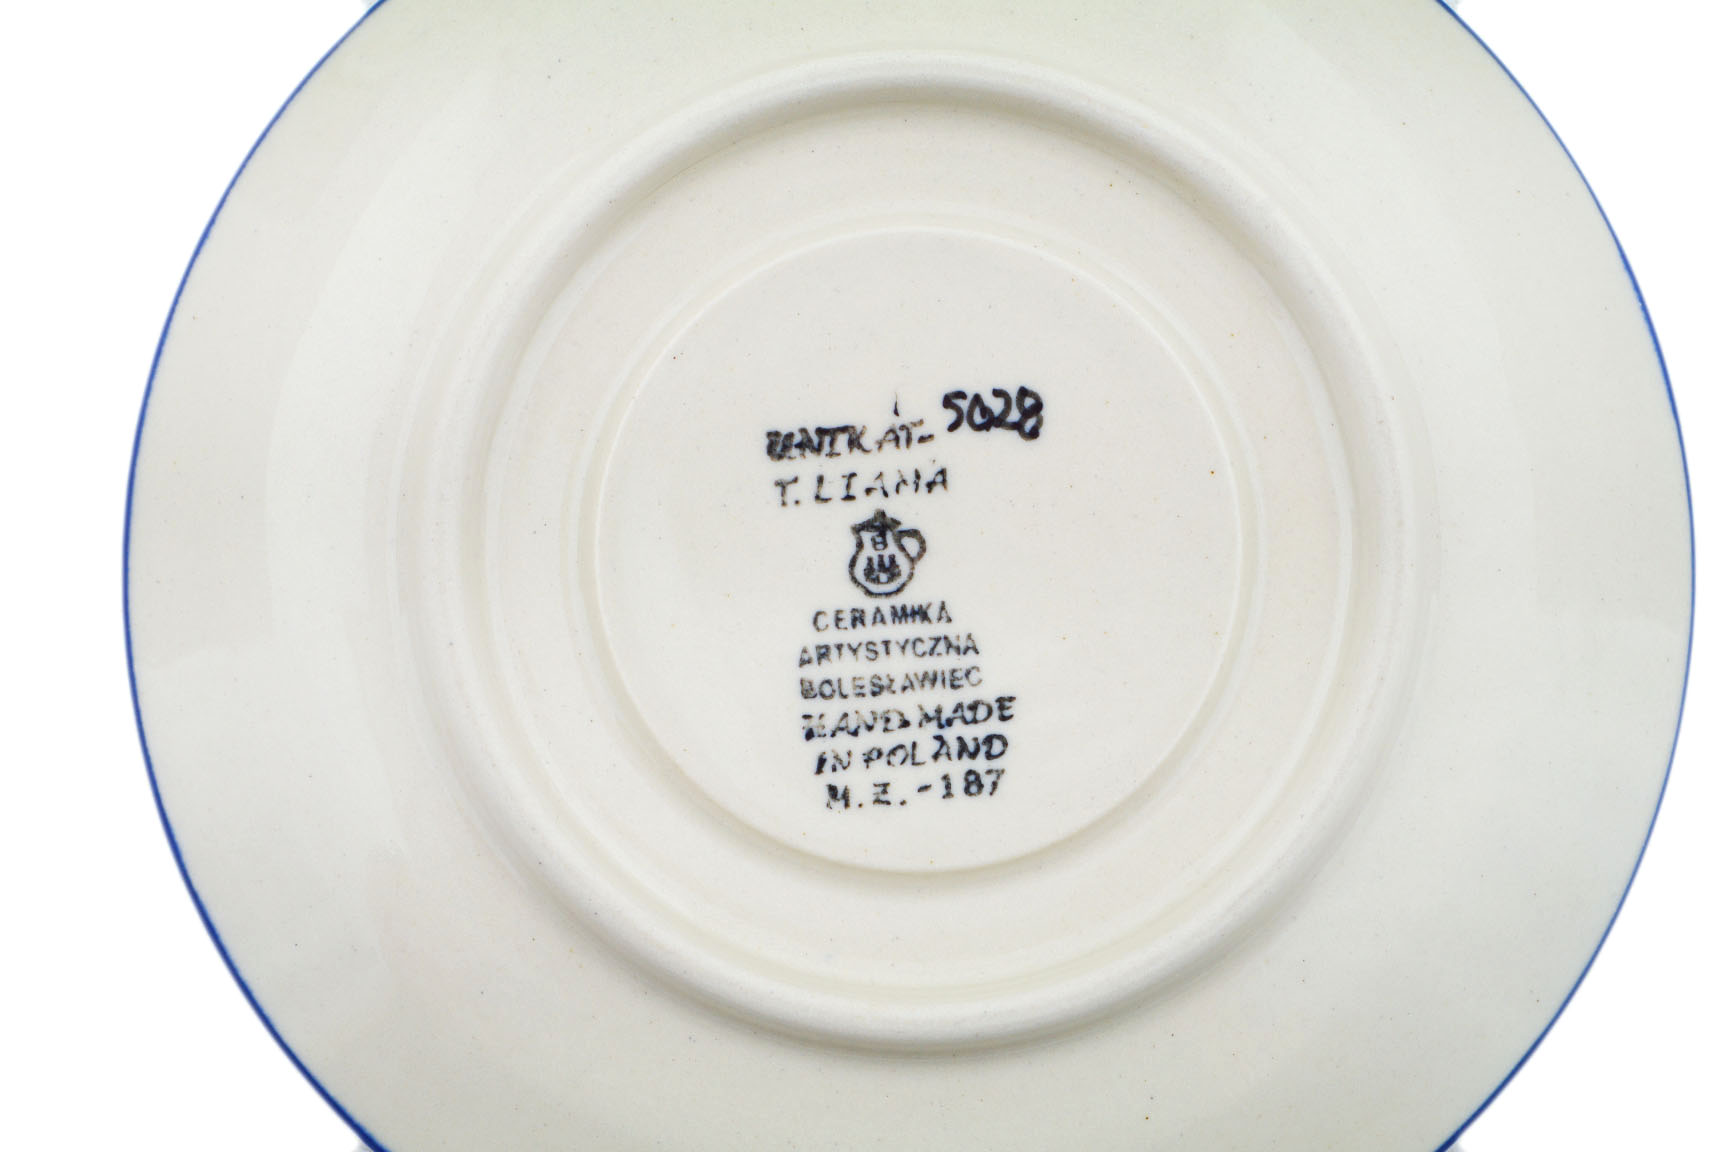 UNIKAT- 5028
T. LIANA
CERAMIKA
ARTYSTYCZNA
BOLESŁAWIEC
HAND MADE
IN POLAND
M.Z.-187